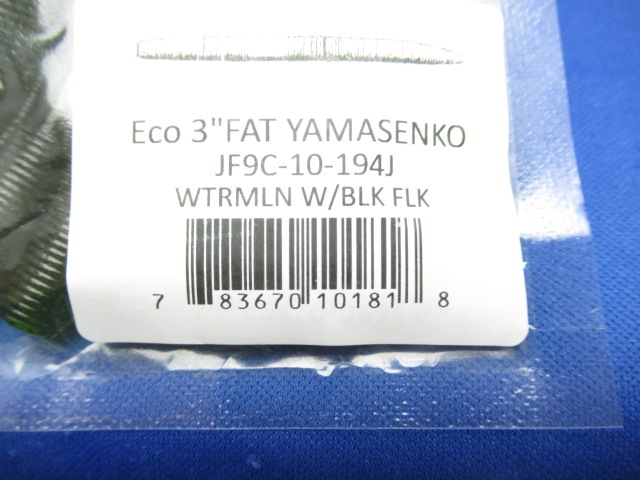 Eco 3"FAT YAMASENKO
JF9C-10-194J
WTRMLN W/BLK FLK
7 83670 10181 8